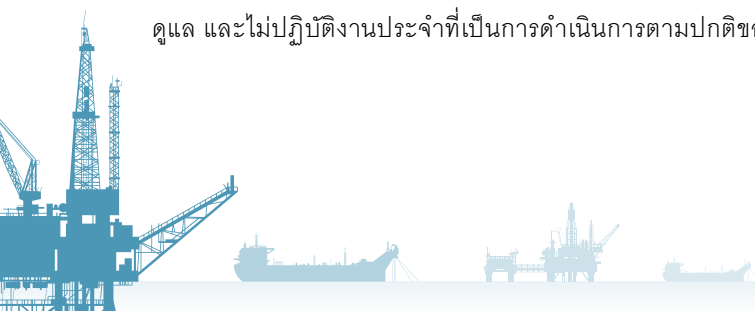 ดูแล และไม่ปฏิบัติงานประจำที่เป็นการดำเนินการตามปกติ